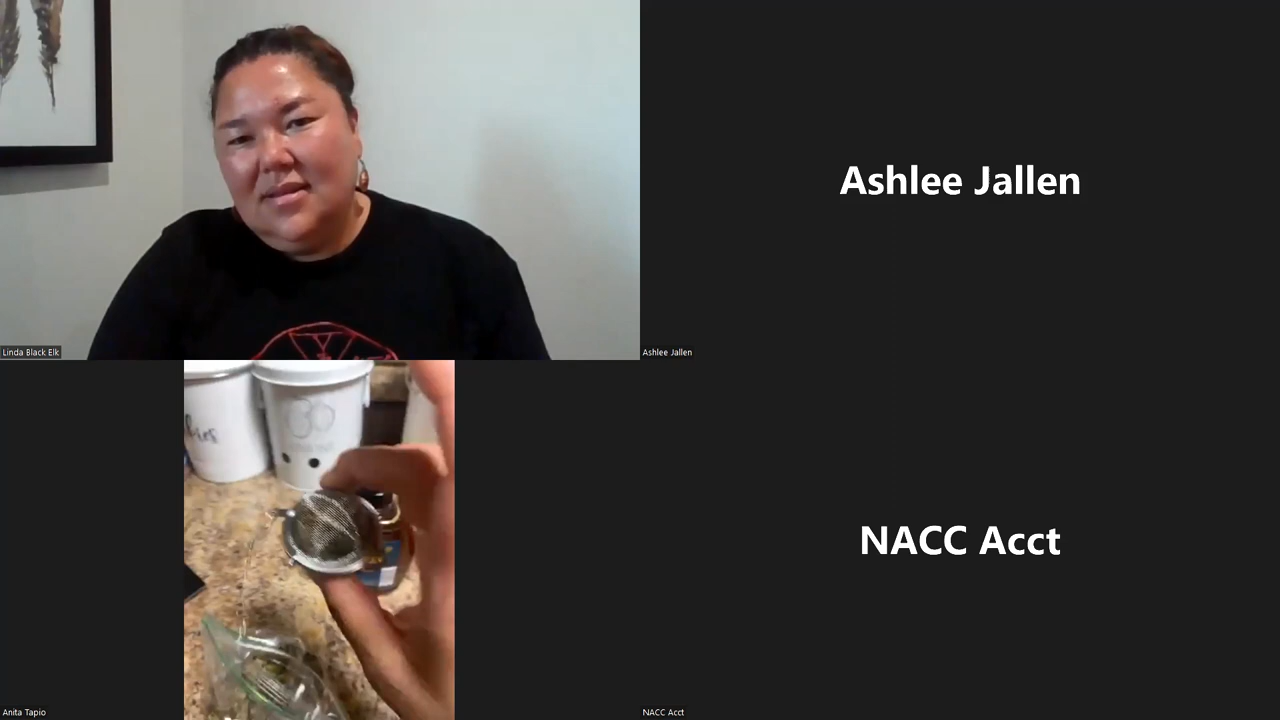 Linda Black Elk
Ashlee Jallen
Ashlee Jallen
Anita Tapio
NACC Acct
NACC Acct